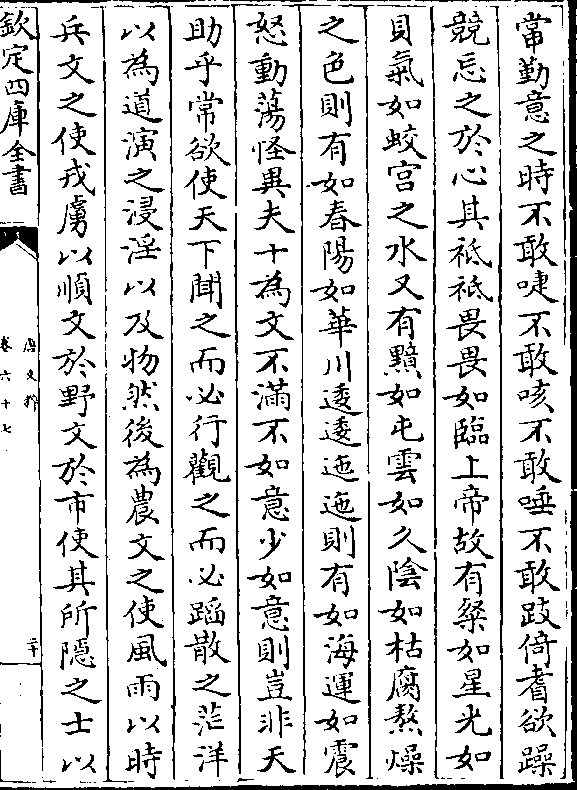 當勤意之時不敢啑不敢咳不敢唾不敢跛倚耆欲躁
競忘之於心其祗祗畏畏如臨上帝故有粲如星光如
貝氣如蛟宮之水又有黯如屯雲如久陰如枯腐熬燥
之色則有如春陽如華川逶逶迤迤則有如海運如震
怒動蕩怪異夫十為文不滿不如意少如意則豈非天
助乎常欲使天下聞之而必行觀之而必蹈散之茫洋
以為道演之浸淫以及物然後為農文之使風雨以時
兵文之使戎虜以順文於野文於市使其所隱之士以
欽定四庫全書
唐文粹
卷六十七
二十